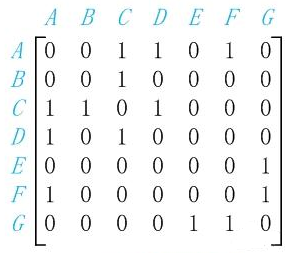 A B C D E F G
A 0 0 1 1 0 1 0
B 0 0 1 0 0 0 0
C 1 1 0 1 0 0 0
D 1 0 1 0 0 0 0
E 0 0 0 0 0 0 1
F 1 0 0 0 0 0 1
G 0 0 0 0 1 1 0